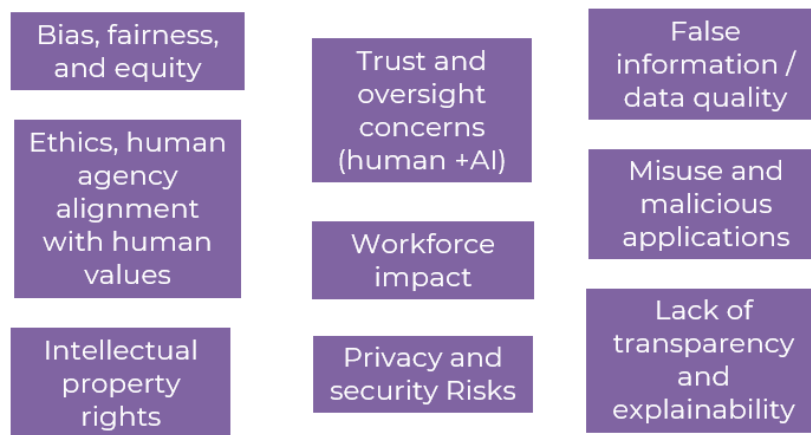 Bias, fairness,
and equity
Ethics, human
agency
alignment
with human
values
Intellectual
property
rights
Trust and
oversight
concerns
(human +AI)
Workforce
impact
Privacy and
security Risks
False
information /
data quality
Misuse and
malicious
applications
Lack of
transparency
and
explainability